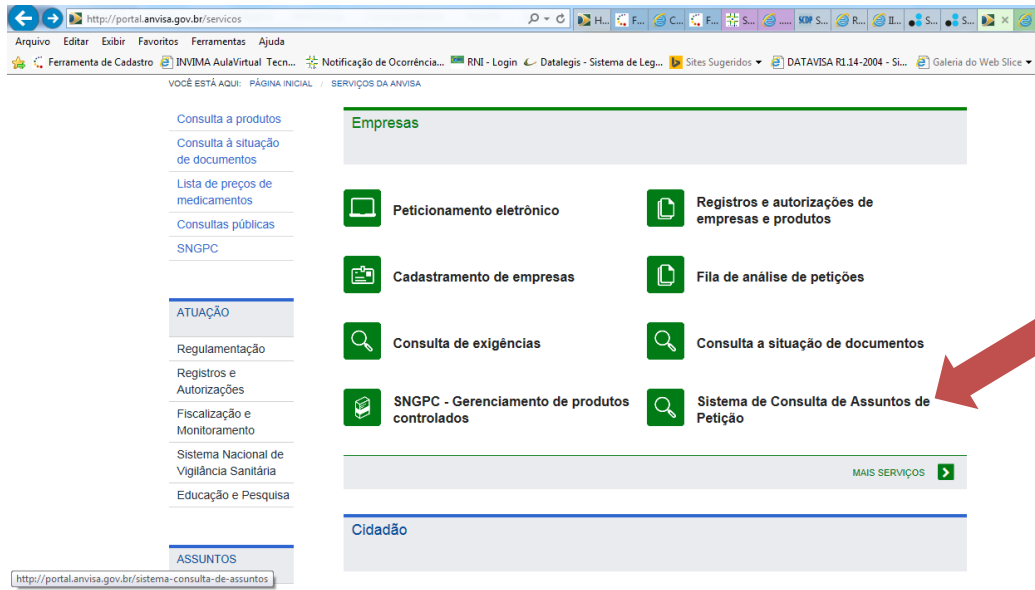 http://portal.anvisa.gov.br/servicos
H...
F...
C...
F...
S...
.....
SCDP S...
R...
II...
S...
S...
Arquivo Editar Exibir Favoritos Ferramentas Ajuda
Ferramenta de Cadastro INVIMA AulaVirtual Tecn... Notificação de Ocorrência... RNI - Login Datalegis - Sistema de Leg... Sites Sugeridos DATAVISA R1.14-2004 - Si... Galeria do Web Slice
VOCÊ ESTÁ AQUI: PÁGINA INICIAL / SERVIÇOS DA ANVISA
Consulta a produtos
Consulta à situação
de documentos
Lista de preços de
medicamentos
Consultas públicas
SNGPC
ATUAÇÃO
Regulamentação
Registros e
Autorizações
Fiscalização e
Monitoramento
Sistema Nacional de
Vigilância Sanitária
Educação e Pesquisa
ASSUNTOS
Empresas
Peticionamento eletrônico
Registros e autorizações de
empresas e produtos
Cadastramento de empresas
Fila de análise de petições
Consulta de exigências
Consulta a situação de documentos
SNGPC - Gerenciamento de produtos
controlados
Sistema de Consulta de Assuntos de
Petição
MAIS SERVIÇOS
Cidadão
http://portal.anvisa.gov.br/sistema-consulta-de-assuntos